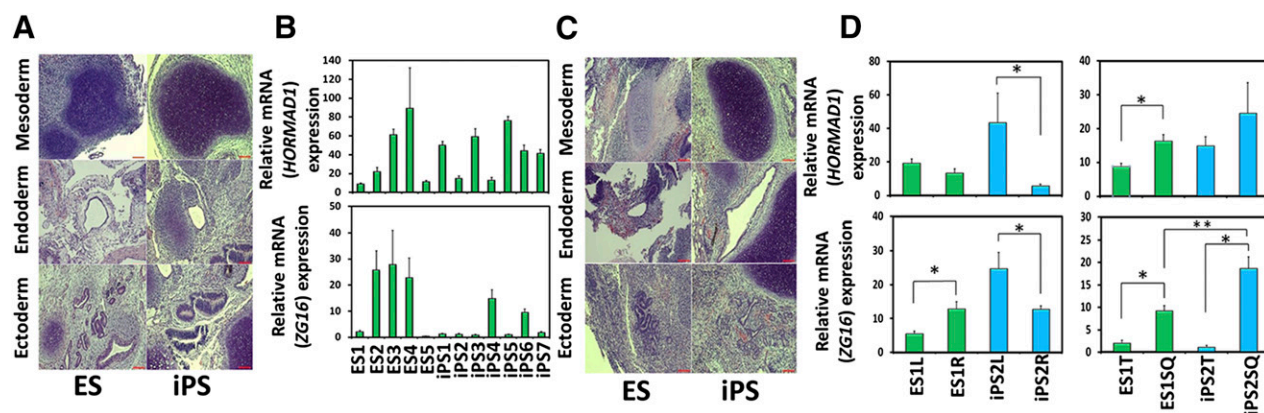 A
Mesoderm
Endoderm
Ectoderm
ES
iPS
B
Relative mRNA
(HORMAD1)
expression
140
120
100
80
60
40
20
0
Relative mRNA
(ZG16) expression
30
20
10
0
ES1
ES2
ES3
ES4
ES5
iPS1
iPS2
iPS3
iPS4
iPS5
iPS6
iPS7
C
Mesoderm
Endoderm
Ectoderm
ES
iPS
D
Relative mRNA
(HORMAD1)
expression
80
60
40
20
0
*
40
30
20
10
0
*
Relative mRNA
(ZG16) expression
40
30
20
10
0
*
*
ES1L
ES1R
iPS2L
iPS2R
30
25
20
15
10
5
0
**
*
*
ES1T
ES1SQ
iPS2T
iPS2SQ